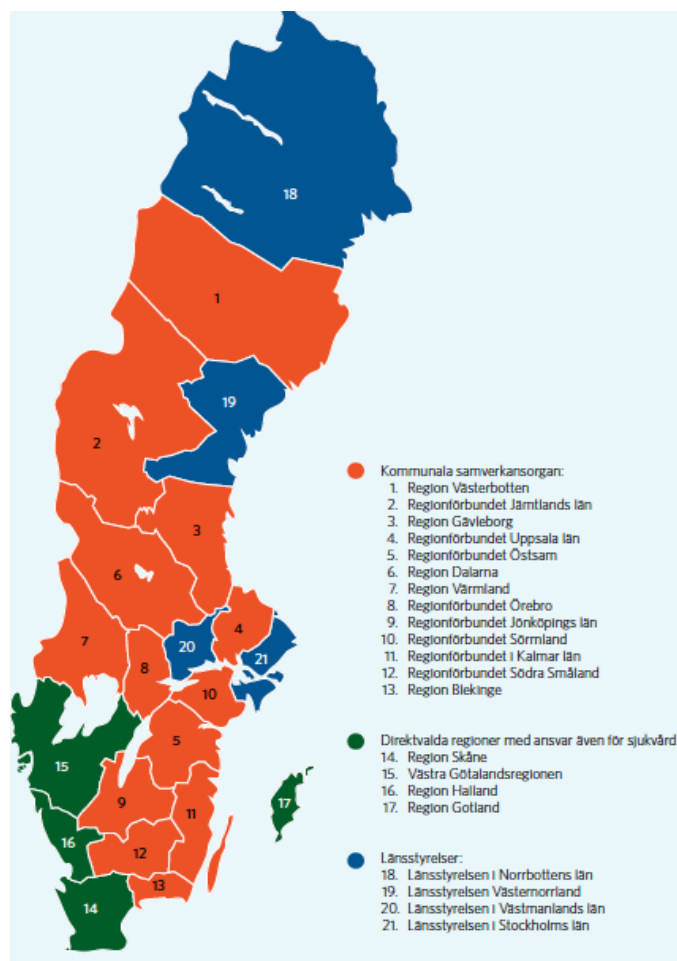 18
1
19
2
3
6
4
7
20
21
8
10
5
15
9
11
17
16
12
13
14
Kommunala samverkansorgan:
1. Region Västerbotten
2. Regionförbundet Jämtlands län
3. Region Gävleborg
4. Regionförbundet Uppsala län
5. Regionförbundet Östsam
6. Region Dalarna
7. Region Värmland
8. Regionförbundet Örebro
9. Regionförbundet Jönköpings län
10. Regionförbundet Sörmland
11. Regionförbundet i Kalmar län
12. Regionförbundet Södra Småland
13. Region Blekinge
Direktvalda regioner med ansvar även för sjukvård
14. Region Skåne
15. Västra Götalandsregionen
16. Region Halland
17. Region Gotland
Länsstyrelser:
18. Länsstyrelsen i Norrbottens län
19. Länsstyrelsen Västernorrland
20. Länsstyrelsen i Västmanlands län
21. Länsstyrelsen i Stockholms län